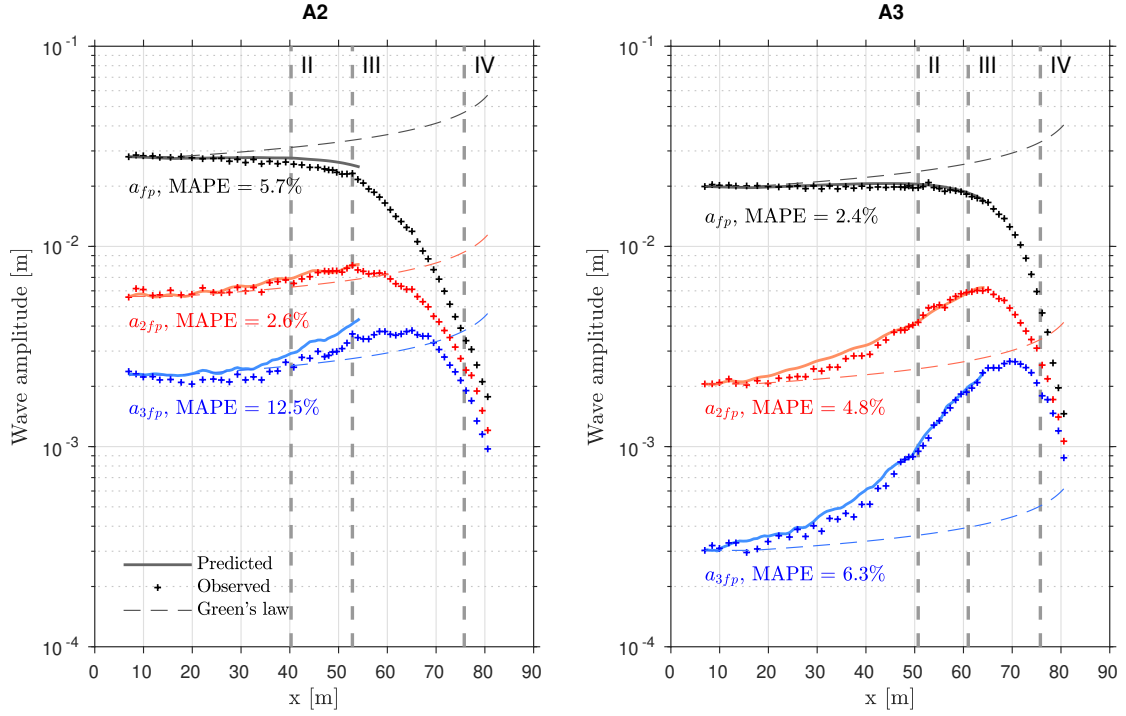 A2
A3
10^-1
10^-2
10^-3
10^-4
Wave amplitude [m]
II
III
IV
a_fp, MAPE = 5.7%
a_2fp, MAPE = 2.6%
a_3fp, MAPE = 12.5%
Predicted
Observed
Green's law
0 10 20 30 40 50 60 70 80 90
x [m]
10^-1
10^-2
10^-3
10^-4
Wave amplitude [m]
II
III
IV
a_fp, MAPE = 2.4%
a_2fp, MAPE = 4.8%
a_3fp, MAPE = 6.3%
0 10 20 30 40 50 60 70 80 90
x [m]